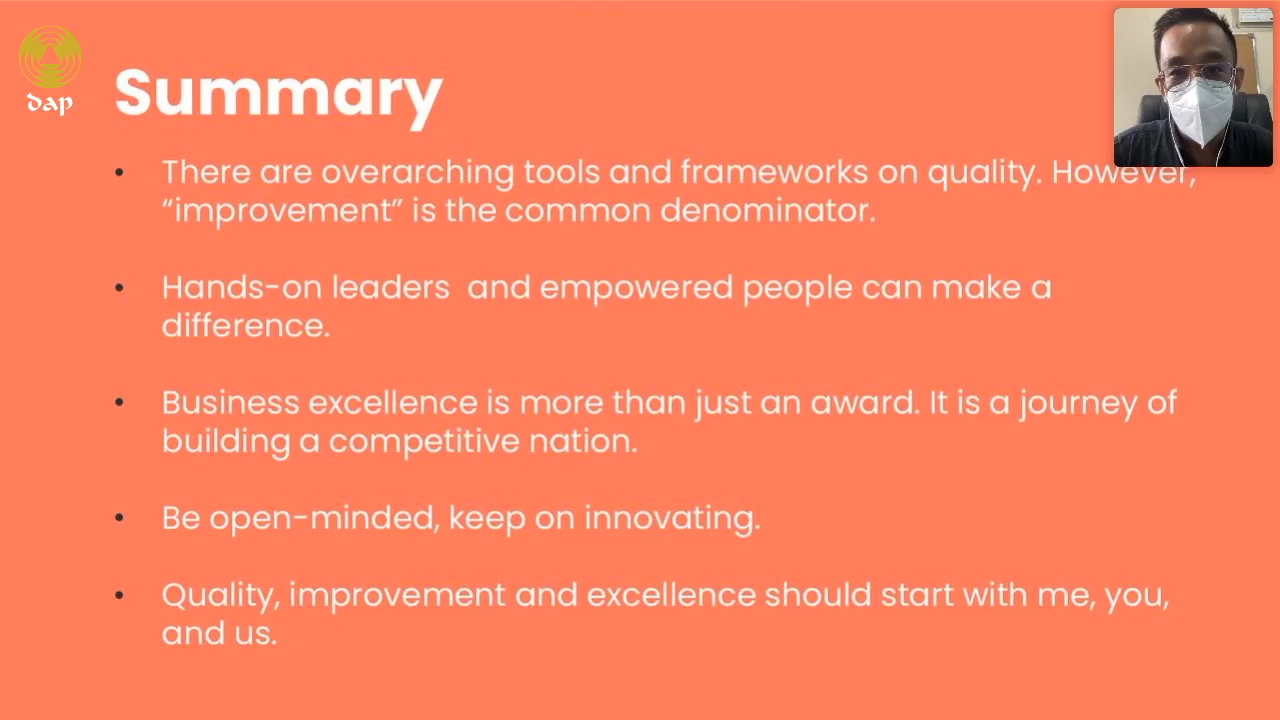 dap
Summary
• There are overarching tools and frameworks on quality. However,
“improvement” is the common denominator.
• Hands-on leaders  and empowered people can make a
difference.
• Business excellence is more than just an award. It is a journey of
building a competitive nation.
• Be open-minded, keep on innovating.
• Quality, improvement and excellence should start with me, you,
and us.